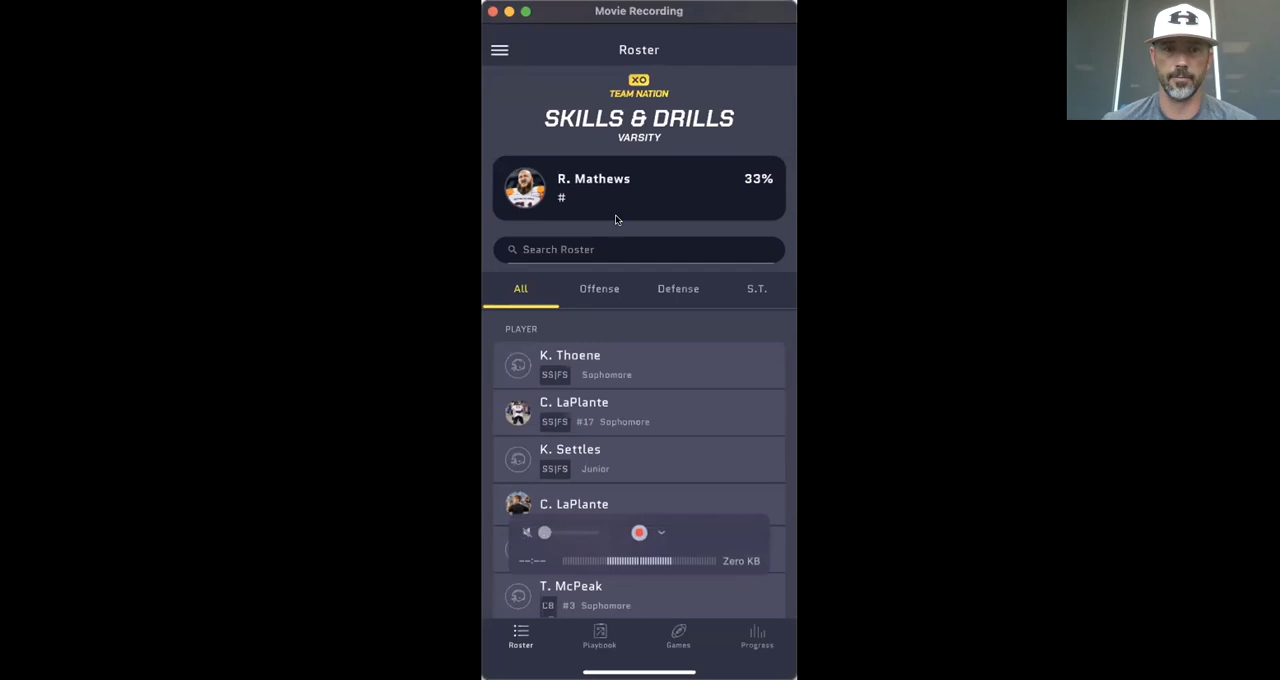 Movie Recording
Roster
XO
TEAM NATION
SKILLS & DRILLS
VARSITY
R. Mathews
33%
#
Search Roster
All
Offense
Defense
S.T.
PLAYER
K. Thoene
SS|FS Sophomore
C. LaPlante
SS|FS #17 Sophomore
K. Settles
SS|FS Junior
C. LaPlante
--:--
Zero KB
T. McPeak
CB #3 Sophomore
Roster
Playbook
Games
Progress